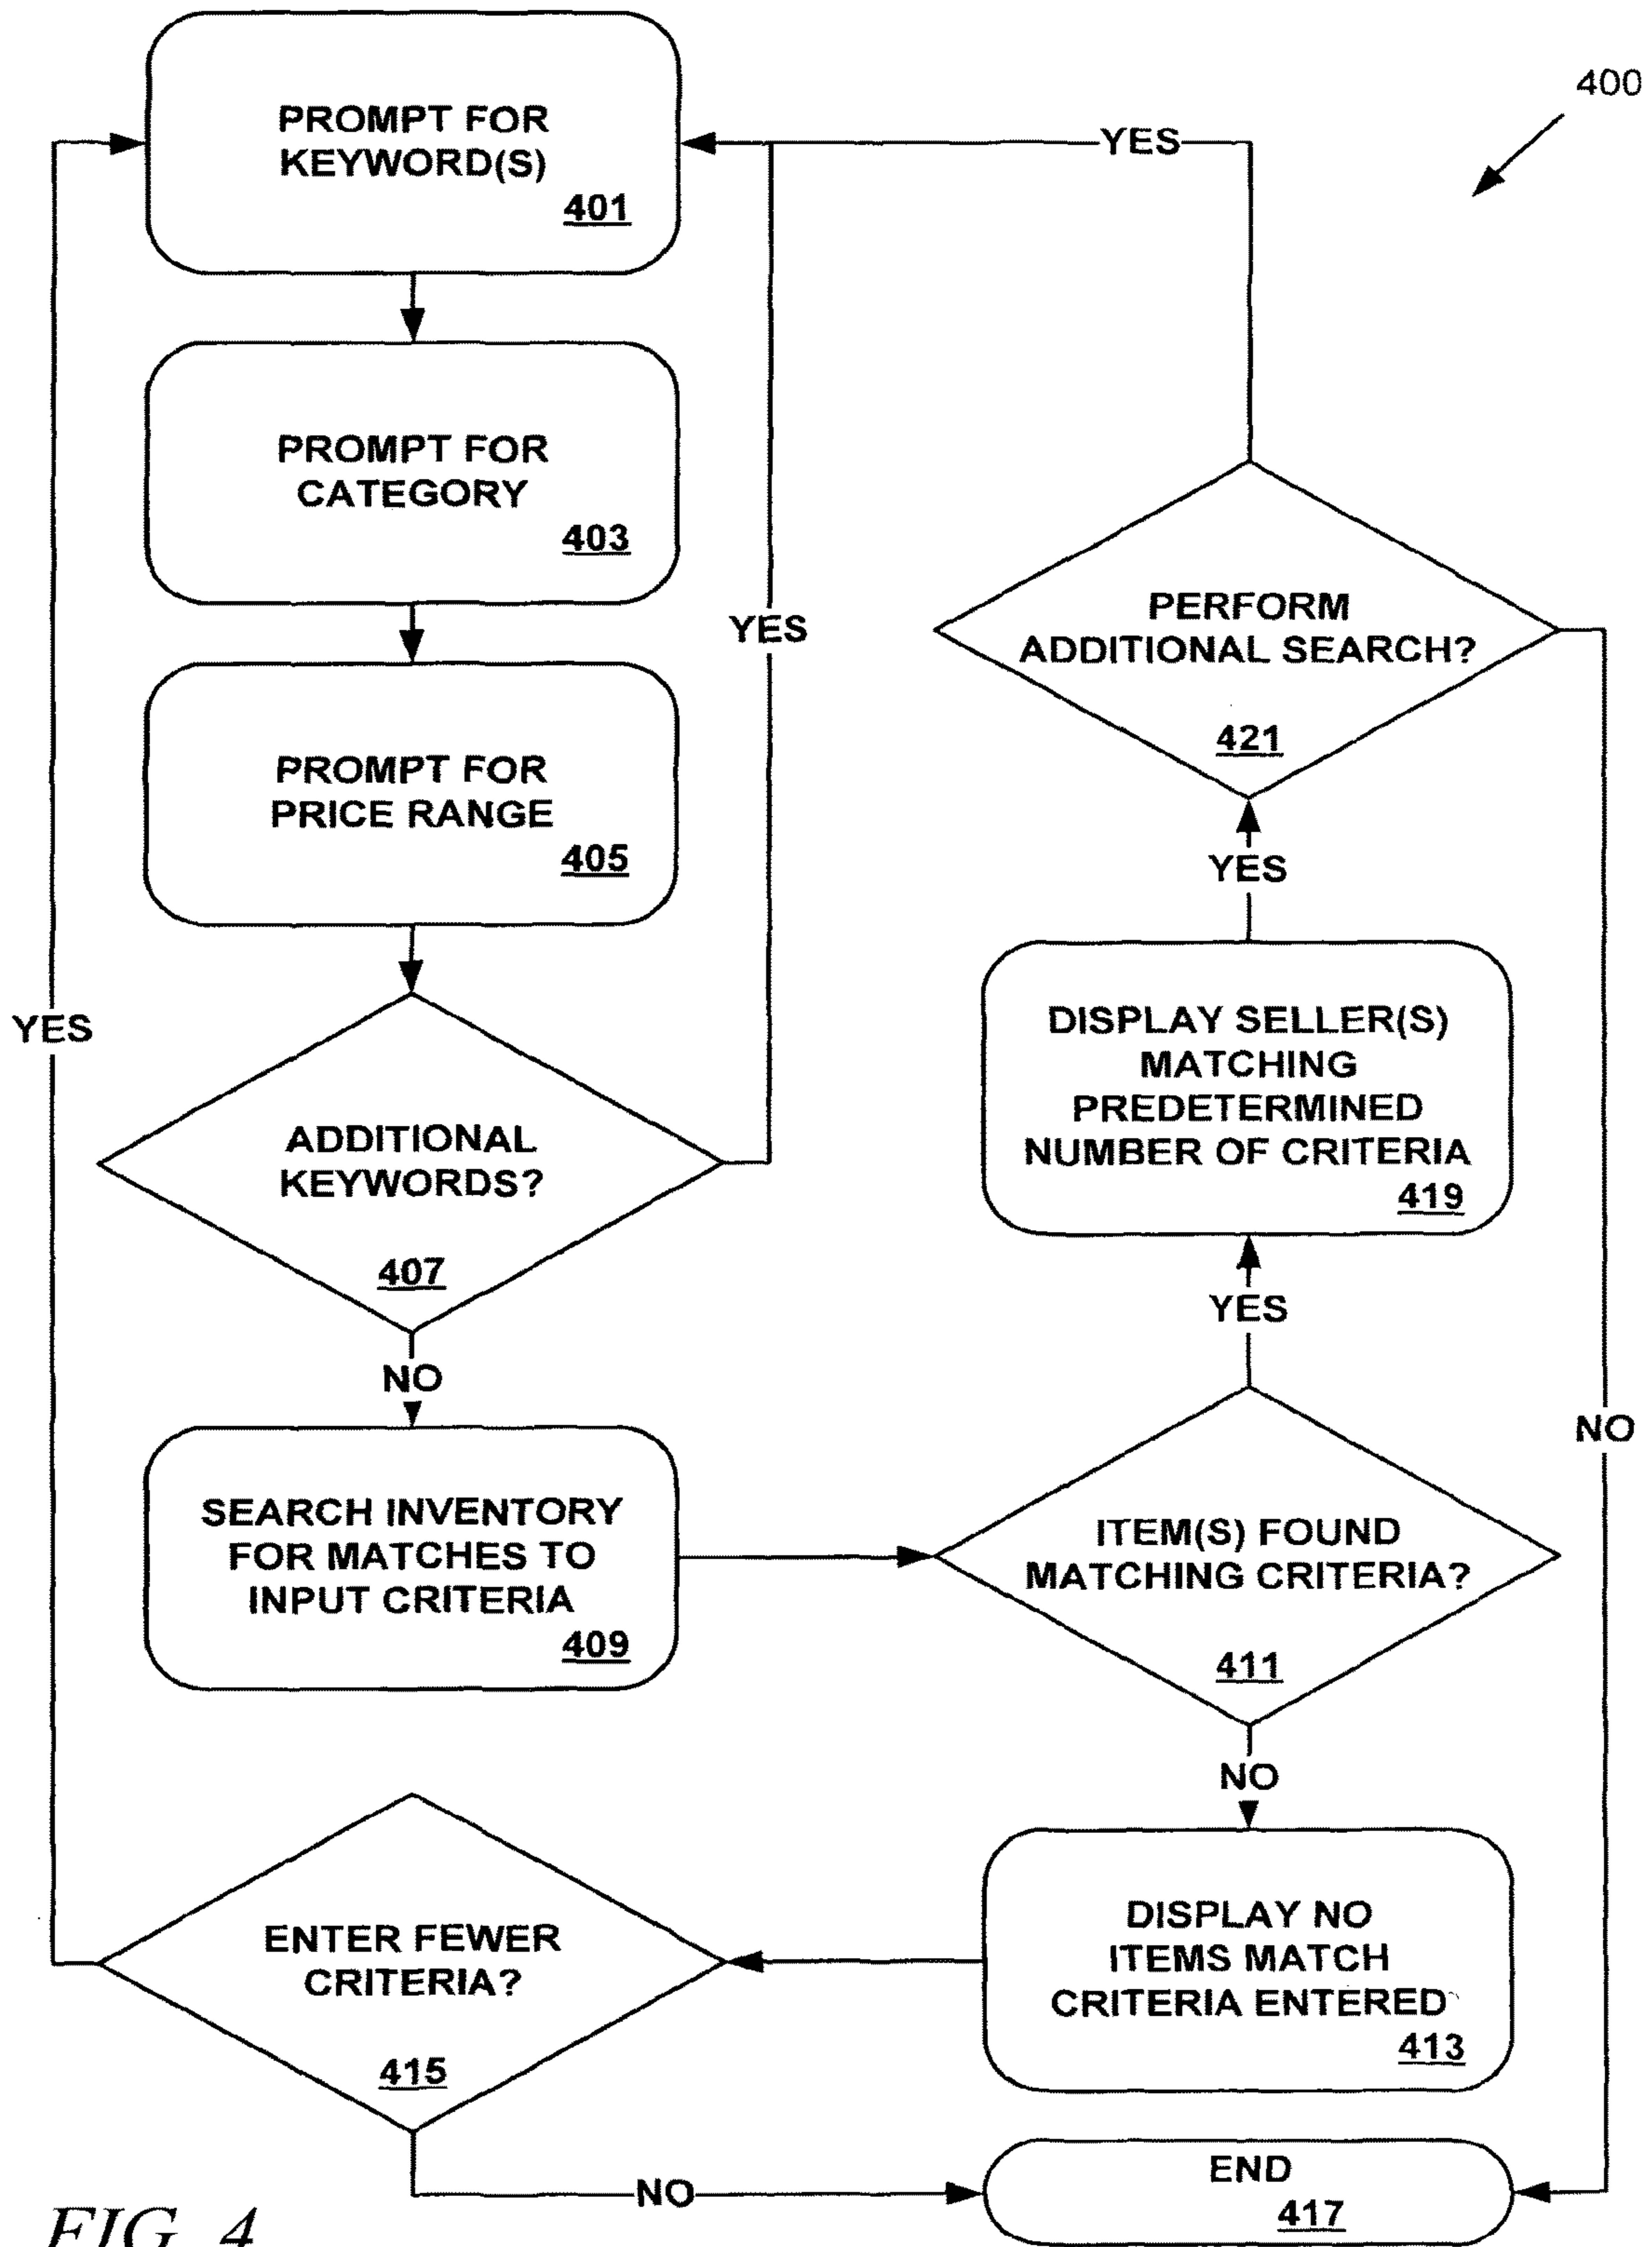 400
PROMPT FOR
KEYWORD(S)
401
YES
PROMPT FOR
CATEGORY
403
YES
PROMPT FOR
PRICE RANGE
405
YES
ADDITIONAL
KEYWORDS?
407
NO
SEARCH INVENTORY
FOR MATCHES TO
INPUT CRITERIA
409
ITEM(S) FOUND
MATCHING CRITERIA?
411
YES
DISPLAY SELLER(S)
MATCHING
PREDETERMINED
NUMBER OF CRITERIA
419
YES
PERFORM
ADDITIONAL SEARCH?
421
NO
NO
DISPLAY NO
ITEMS MATCH
CRITERIA ENTERED
413
ENTER FEWER
CRITERIA?
415
NO
END
417
FIG. 4